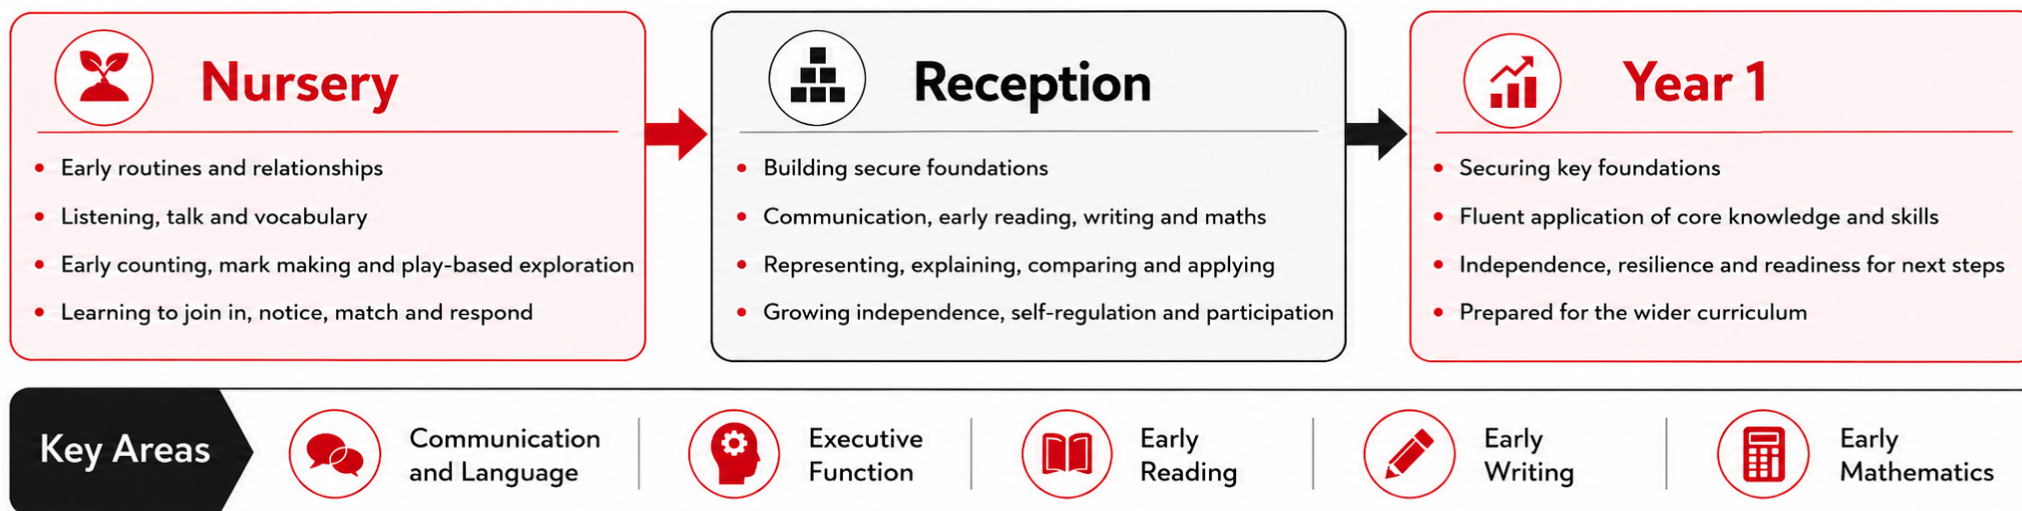 Nursery
Early routines and relationships
Listening, talk and vocabulary
Early counting, mark making and play-based exploration
Learning to join in, notice, match and respond
Reception
Building secure foundations
Communication, early reading, writing and maths
Representing, explaining, comparing and applying
Growing independence, self-regulation and participation
Year 1
Securing key foundations
Fluent application of core knowledge and skills
Independence, resilience and readiness for next steps
Prepared for the wider curriculum
Key Areas
Communication
and Language
Executive
Function
Early
Reading
Early
Writing
Early
Mathematics